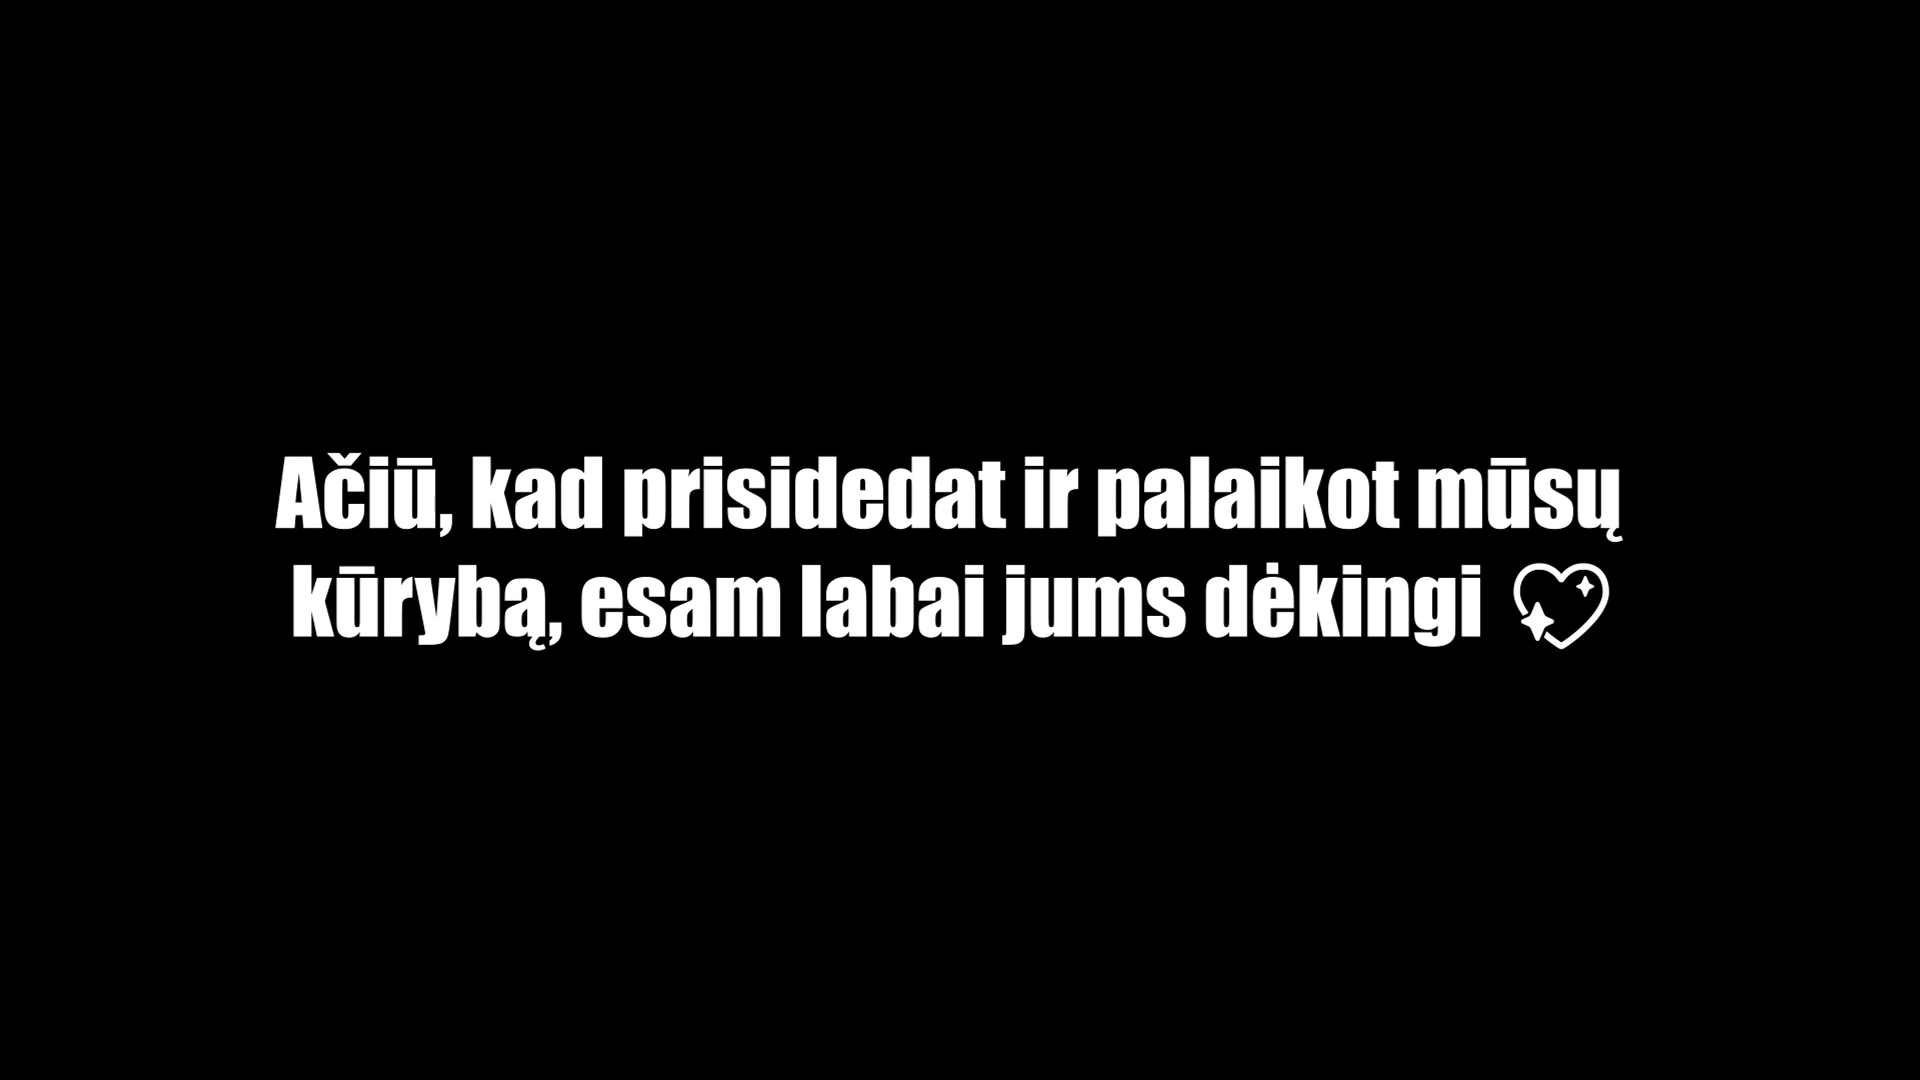 Ačiū, kad prisidedat ir palaikot mūsų
kūrybą, esam labai jums dėkingi 💖